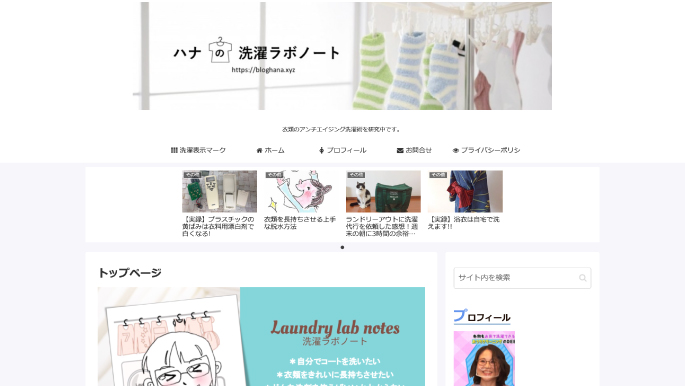 ハナの洗濯ラボノート
https://bloghana.xyz
衣類のアンチエイジング洗濯術を研究中です。
洗濯表示マーク
ホーム
プロフィール
お問合せ
プライバシーポリシ
その他
その他
その他
その他
【実録】プラスチックの
黄ばみは衣料用漂白剤で
白くなる!
衣類を長持ちさせる上手
な脱水方法
ランドリーアウトに洗濯
代行を依頼した感想！週
末の朝に3時間の余裕…
【実録】浴衣は自宅で洗
えます!!
トップページ
サイト内を検索
Laundry lab notes
洗濯ラボノート
＊自分でコートを洗いたい
＊衣類をきれいに長持ちさせたい
プロフィール